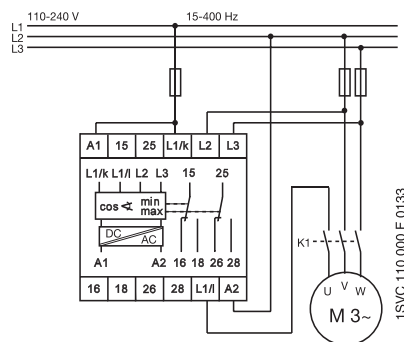 110-240 V 15-400 Hz
L1
L2
L3
A1 15 25 L1/k L2 L3
L1/k L1/l L2 L3 15 25
cos ∢ min
max
DC
AC
A1 A2 16 18 26 28
16 18 26 28 L1/l A2
K1
U V W
M 3~
1SVC 110 000 F 0133